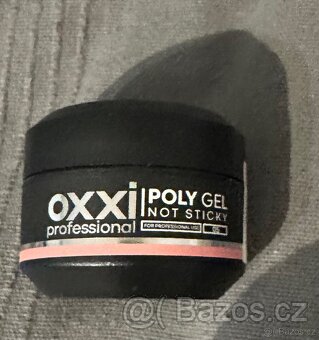 oxxi
professional
POLY GEL
NOT STICKY
FOR PROFESSIONAL USE
@Bazos.cz